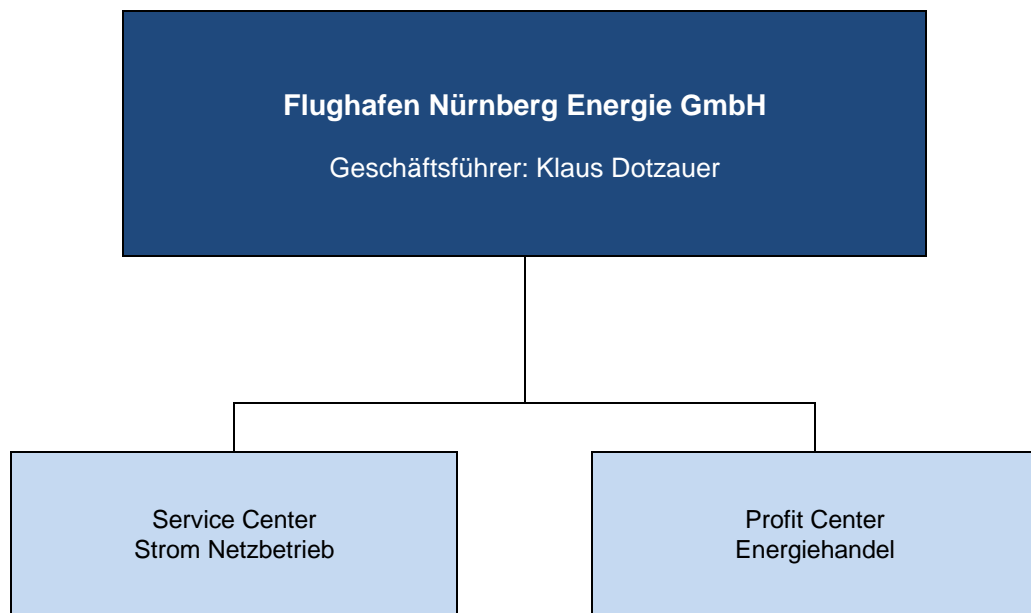 Flughafen Nürnberg Energie GmbH
Geschäftsführer: Klaus Dotzauer
Service Center
Strom Netzbetrieb
Profit Center
Energiehandel